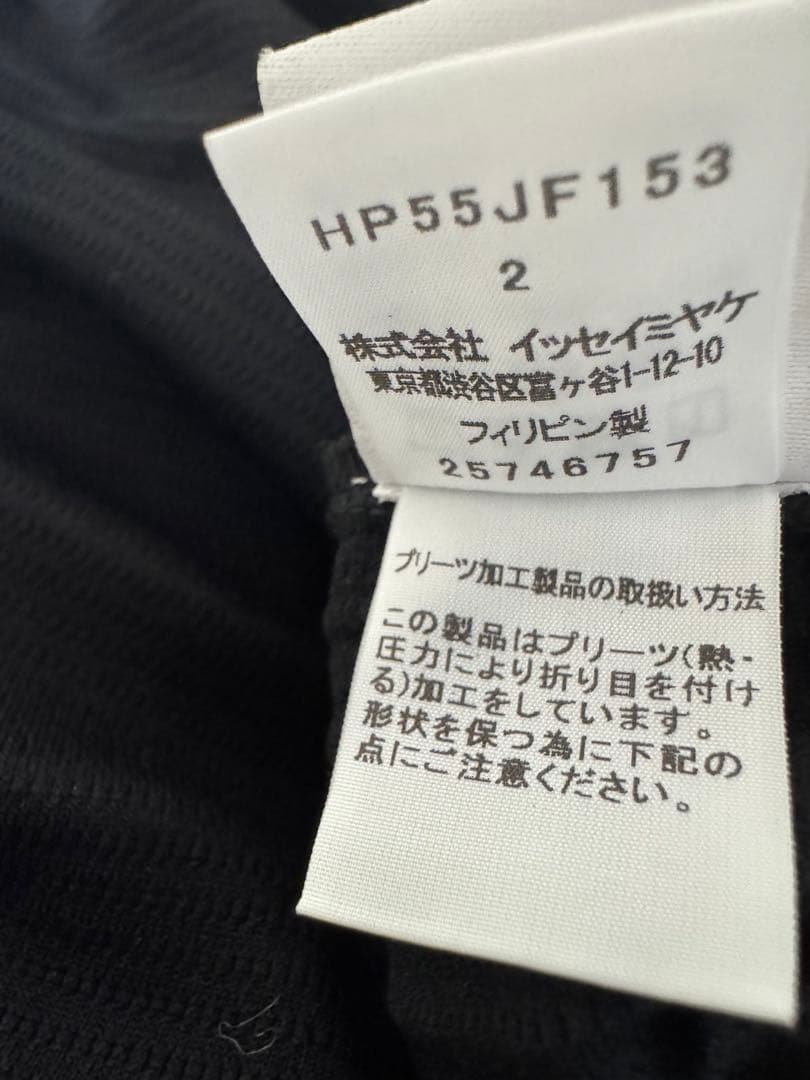 HP55JF153
2
株式会社 イッセイミヤケ
東京都渋谷区富ヶ谷1-12-10
フィリピン製
25746757
プリーツ加工製品の取扱い方法
この製品はプリーツ(熱・
圧力により折り目を付け
る)加工をしています。
形状を保つ為に下記の
点にご注意ください。